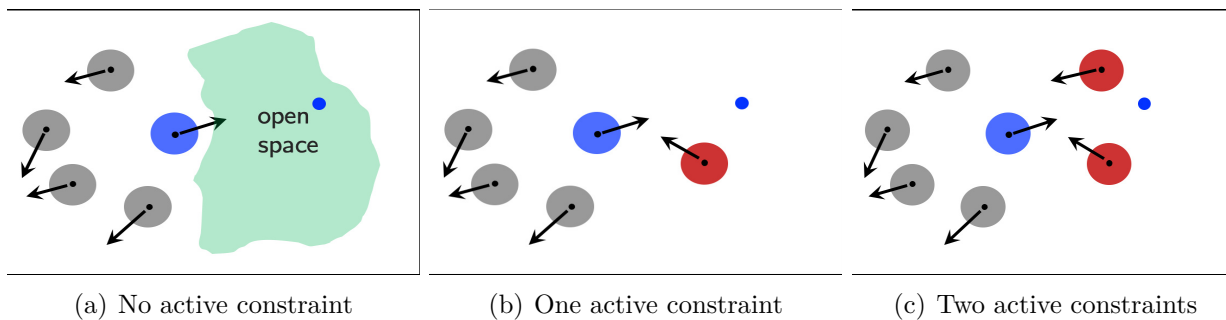 open
space
(a) No active constraint
(b) One active constraint
(c) Two active constraints